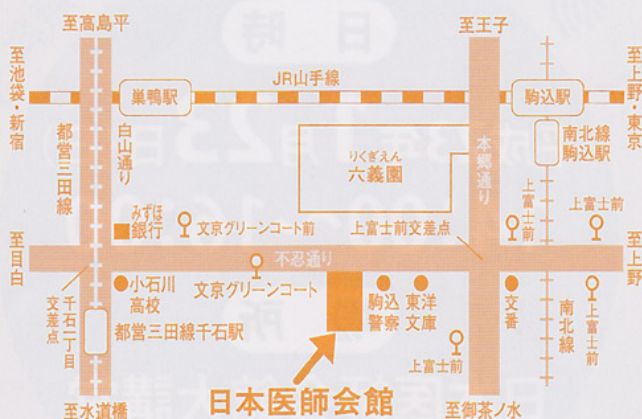 至高島平
至王子
至池袋・新宿
巣鴨駅
JR山手線
駒込駅
至上野・東京
都営三田線
白山通り
りくぎえん
六義園
本郷通り
南北線
駒込駅
みずほ
銀行
文京グリーンコート前
上富士前交差点
上富士前
上富士前
至目白
不忍通り
至上野
千石一丁目
交差点
小石川
高校
文京グリーンコート
駒込
警察
東洋
文庫
交番
南北線
上富士前
都営三田線千石駅
上富士前
日本医師会館
至水道橋
至御茶ノ水